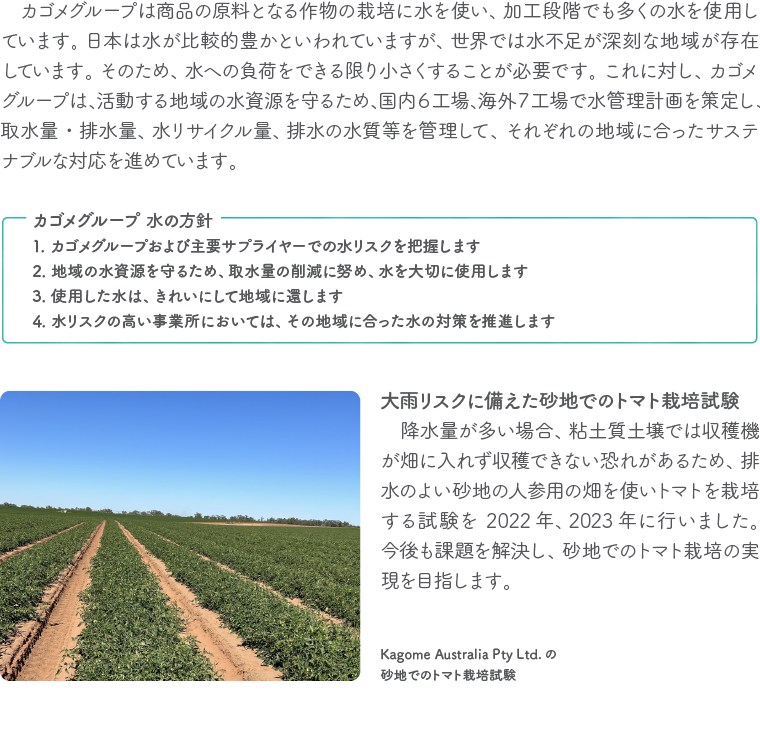 カゴメグループは商品の原料となる作物の栽培に水を使い、加工段階でも多くの水を使用し
ています。日本は水が比較的豊かといわれていますが、世界では水不足が深刻な地域が存在
しています。そのため、水への負荷をできる限り小さくすることが必要です。これに対し、カゴメ
グループは、活動する地域の水資源を守るため、国内6工場、海外7工場で水管理計画を策定し、
取水量・排水量、水リサイクル量、排水の水質等を管理して、それぞれの地域に合ったサステ
ナブルな対応を進めています。
カゴメグループ 水の方針
1. カゴメグループおよび主要サプライヤーでの水リスクを把握します
2. 地域の水資源を守るため、取水量の削減に努め、水を大切に使用します
3. 使用した水は、きれいにして地域に還します
4. 水リスクの高い事業所においては、その地域に合った水の対策を推進します
大雨リスクに備えた砂地でのトマト栽培試験
降水量が多い場合、粘土質土壌では収穫機
が畑に入れず収穫できない恐れがあるため、排
水のよい砂地の人参用の畑を使いトマトを栽培
する試験を 2022 年、2023 年に行いました。
今後も課題を解決し、砂地でのトマト栽培の実
現を目指します。
Kagome Australia Pty Ltd. の
砂地でのトマト栽培試験